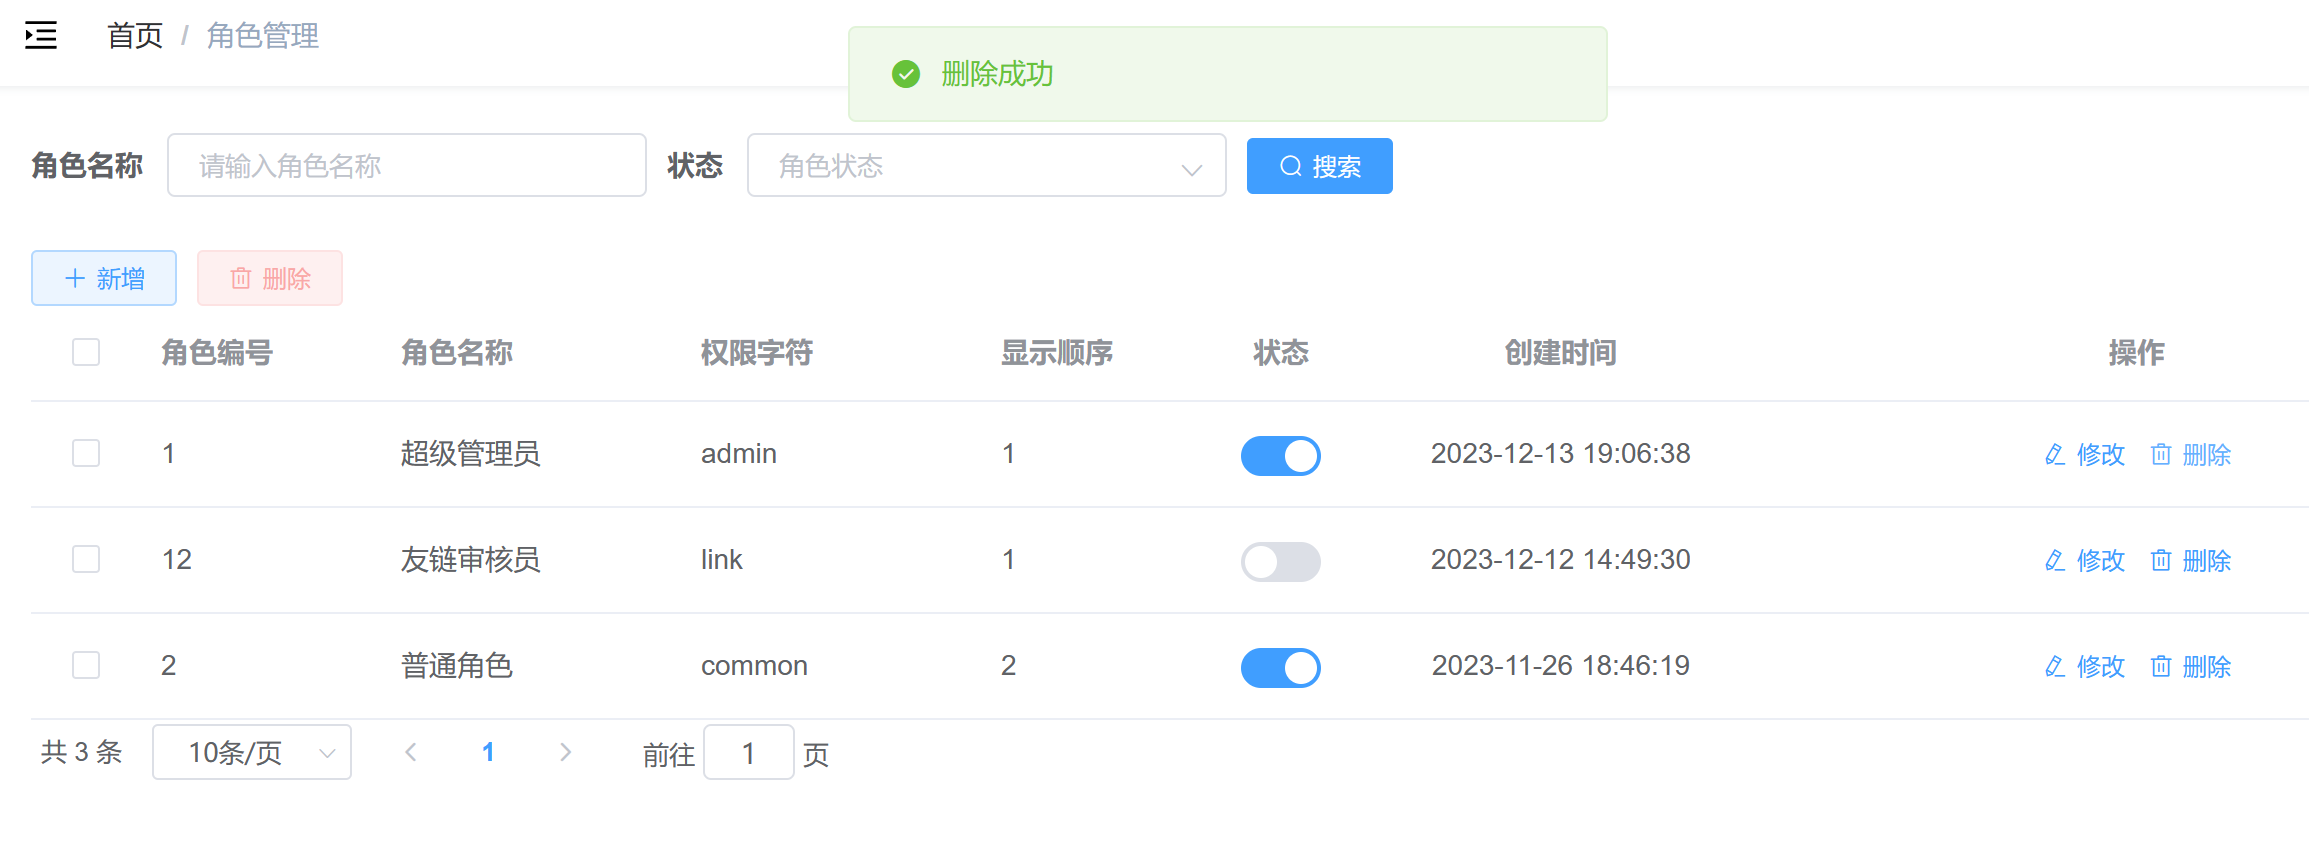 首页 / 角色管理
删除成功
角色名称 请输入角色名称 状态 角色状态 搜索
新增 删除
角色编号 角色名称 权限字符 显示顺序 状态 创建时间 操作
1 超级管理员 admin 1 2023-12-13 19:06:38 修改 删除
12 友链审核员 link 1 2023-12-12 14:49:30 修改 删除
2 普通角色 common 2 2023-11-26 18:46:19 修改 删除
共 3 条 10条/页 1 前往 1 页